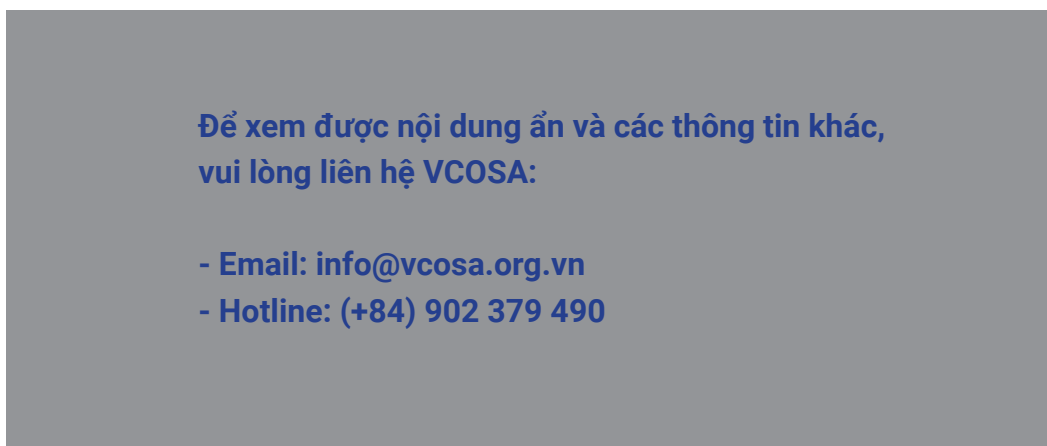 Để xem được nội dung ẩn và các thông tin khác,
vui lòng liên hệ VCOSA:
- Email: info@vcosa.org.vn
- Hotline: (+84) 902 379 490